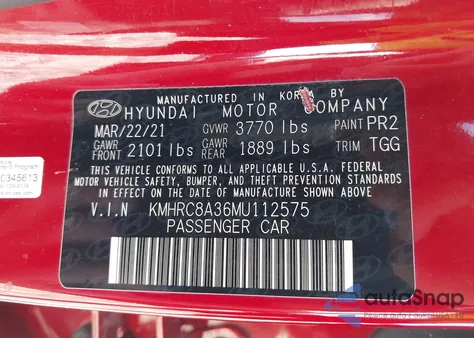 MANUFACTURED IN KOREA
HYUNDAI MOTOR COMPANY
MAR/22/21 GVWR 3770 lbs PAINT PR2
GAWR FRONT 2101 lbs GAWR REAR 1889 lbs TRIM TGG
THIS VEHICLE CONFORMS TO ALL APPLICABLE U.S.A. FEDERAL
MOTOR VEHICLE SAFETY, BUMPER, AND THEFT PREVENTION
STANDARDS IN EFFECT ON THE DATE OF MANUFACTURE SHOWN ABOVE.
V.I.N KMHRC8A36MU112575
PASSENGER CAR
0345613
autoSnap